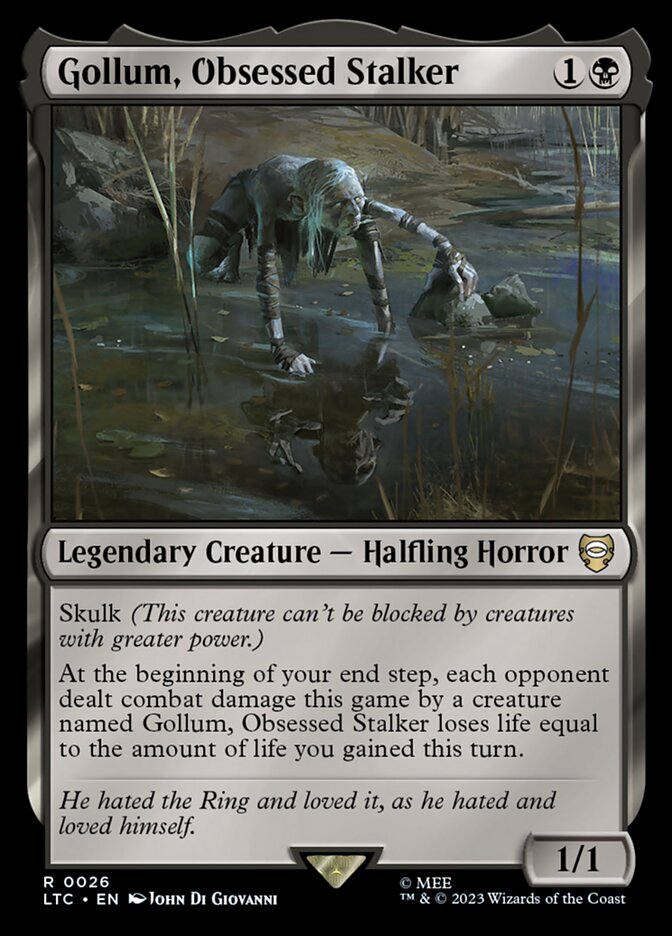 Gollum, Obsessed Stalker 1
Legendary Creature — Halfling Horror
Skulk (This creature can't be blocked by creatures
with greater power.)
At the beginning of your end step, each opponent
dealt combat damage this game by a creature
named Gollum, Obsessed Stalker loses life equal
to the amount of life you gained this turn.
He hated the Ring and loved it, as he hated and
loved himself.
1/1
R 0026
LTC • EN John Di Giovanni
© MEE
™ & © 2023 Wizards of the Coast